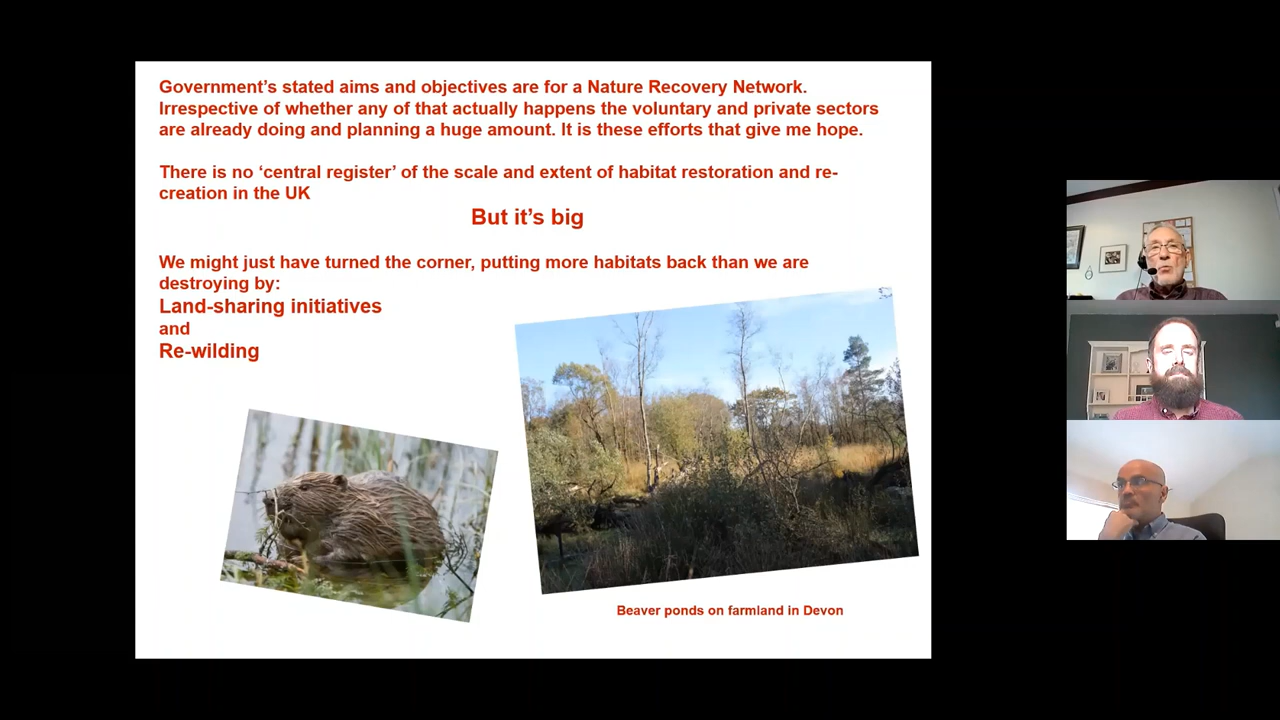 Government’s stated aims and objectives are for a Nature Recovery Network.
Irrespective of whether any of that actually happens the voluntary and private sectors
are already doing and planning a huge amount. It is these efforts that give me hope.
There is no ‘central register’ of the scale and extent of habitat restoration and re-
creation in the UK
But it’s big
We might just have turned the corner, putting more habitats back than we are
destroying by:
Land-sharing initiatives
and
Re-wilding
Beaver ponds on farmland in Devon